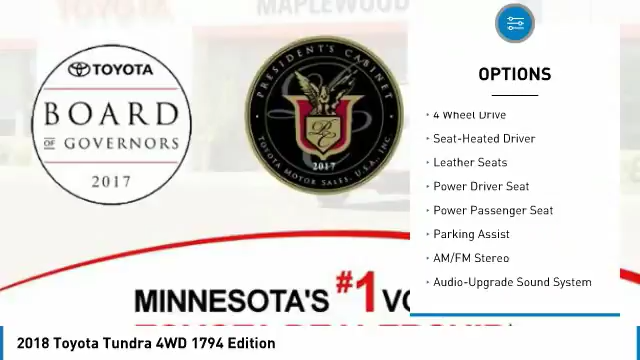 MAPLEWOOD
TOYOTA
BOARD
OF GOVERNORS
2017
PRESIDENT'S CABINET
2017
TOYOTA MOTOR SALES, U.S.A., INC.
OPTIONS
4 Wheel Drive
Seat-Heated Driver
Leather Seats
Power Driver Seat
Power Passenger Seat
Parking Assist
AM/FM Stereo
Audio-Upgrade Sound System
MINNESOTA'S #1 VO
2018 Toyota Tundra 4WD 1794 Edition